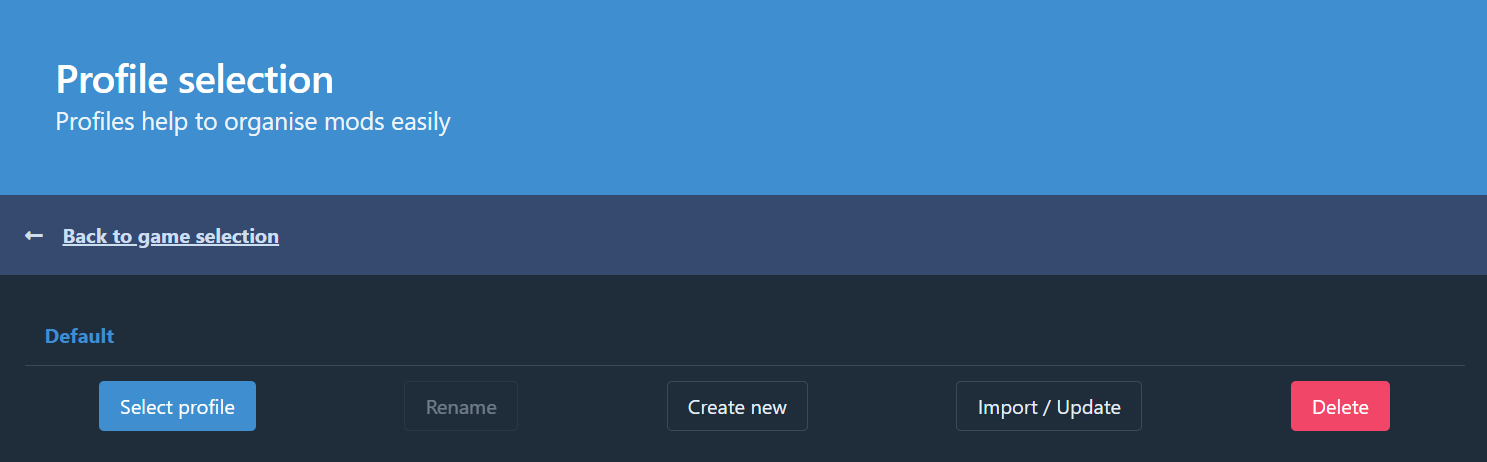 Profile selection
Profiles help to organise mods easily
Back to game selection
Default
Select profile
Rename
Create new
Import / Update
Delete